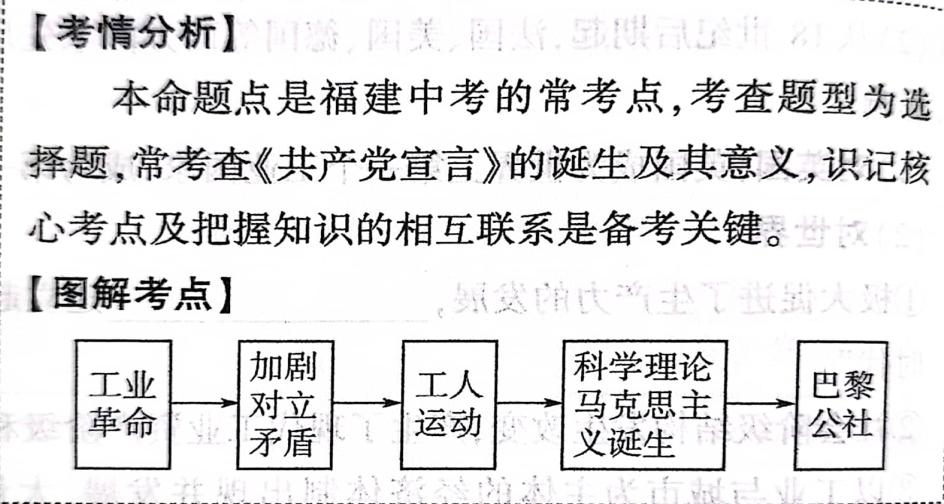 【考情分析】
本命题点是福建中考的常考点,考查题型为选
择题,常考查《共产党宣言》的诞生及其意义,识记核
心考点及把握知识的相互联系是备考关键。
【图解考点】
工业
革命
加剧
对立
矛盾
工人
运动
科学理论
马克思主
义诞生
巴黎
公社